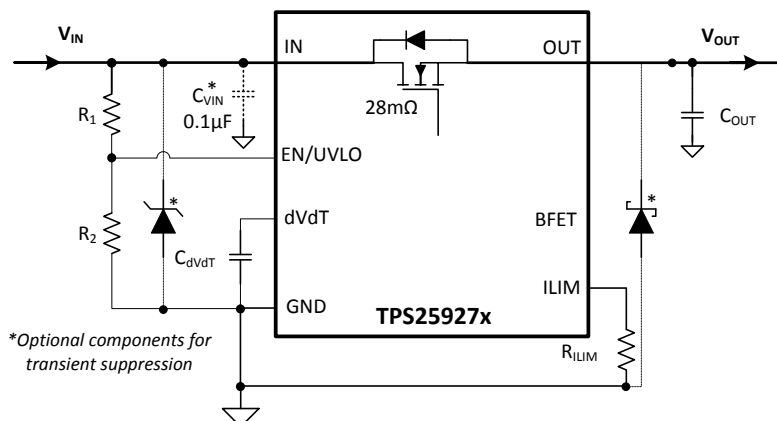 VIN
VOUT
IN
OUT
CVIN*
0.1µF
28mΩ
R1
COUT
EN/UVLO
*
*
R2
dVdT
BFET
CdVdT
ILIM
GND
TPS25927x
*Optional components for
transient suppression
RILIM